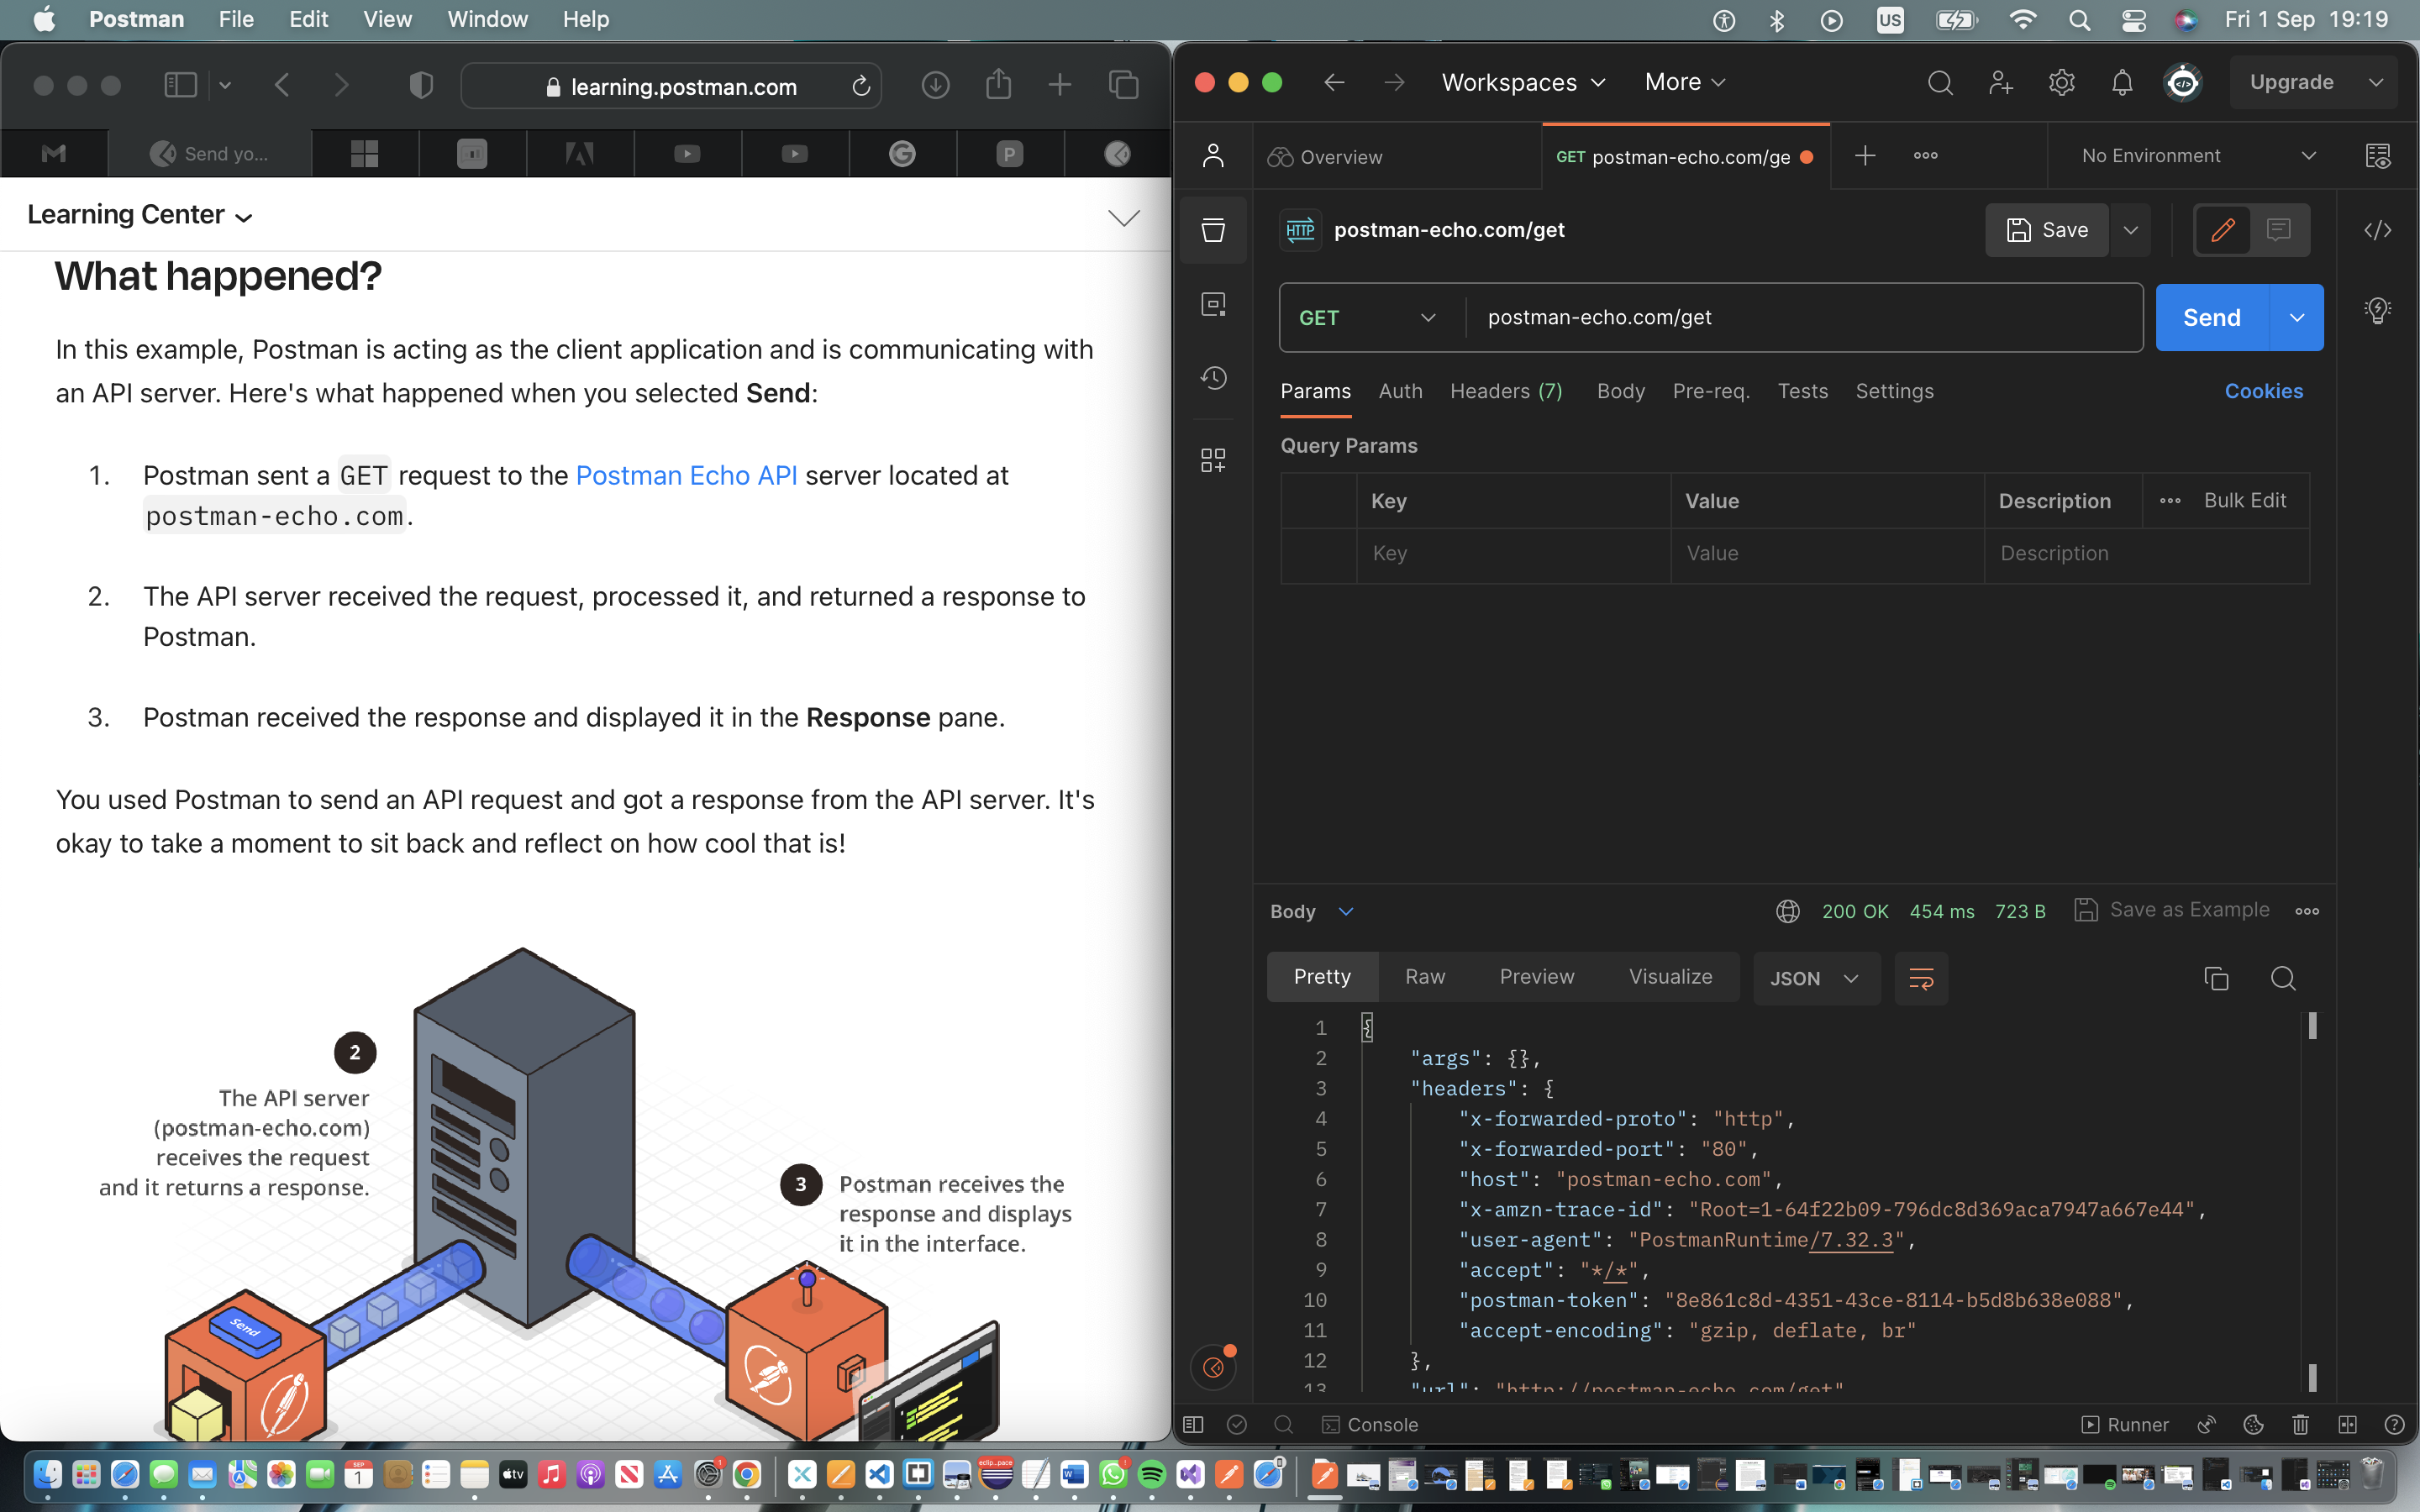 Postman File Edit View Window Help
US
Fri 1 Sep 19:19
learning.postman.com
Send yo...
Learning Center
What happened?
In this example, Postman is acting as the client application and is communicating with
an API server. Here's what happened when you selected Send:
1. Postman sent a GET request to the Postman Echo API server located at
postman-echo.com.
2. The API server received the request, processed it, and returned a response to
Postman.
3. Postman received the response and displayed it in the Response pane.
You used Postman to send an API request and got a response from the API server. It's
okay to take a moment to sit back and reflect on how cool that is!
2
The API server
(postman-echo.com)
receives the request
and it returns a response.
3
Postman receives the
response and displays
it in the interface.
Send
Workspaces More
Upgrade
Overview
GET postman-echo.com/ge
No Environment
HTTP postman-echo.com/get
Save
GET postman-echo.com/get
Send
Params Auth Headers (7) Body Pre-req. Tests Settings
Cookies
Query Params
Key Value Description Bulk Edit
Key Value Description
Body
200 OK 454 ms 723 B Save as Example
Pretty Raw Preview Visualize JSON
1 {
2 "args": {},
3 "headers": {
4 "x-forwarded-proto": "http",
5 "x-forwarded-port": "80",
6 "host": "postman-echo.com",
7 "x-amzn-trace-id": "Root=1-64f22b09-796dc8d369aca7947a667e44",
8 "user-agent": "PostmanRuntime/7.32.3",
9 "accept": "*/*",
10 "postman-token": "8e861c8d-4351-43ce-8114-b5d8b638e088",
11 "accept-encoding": "gzip, deflate, br"
12 },
13 "url": "http://postman-echo.com/get"
Console
Runner
SEP
1
tv